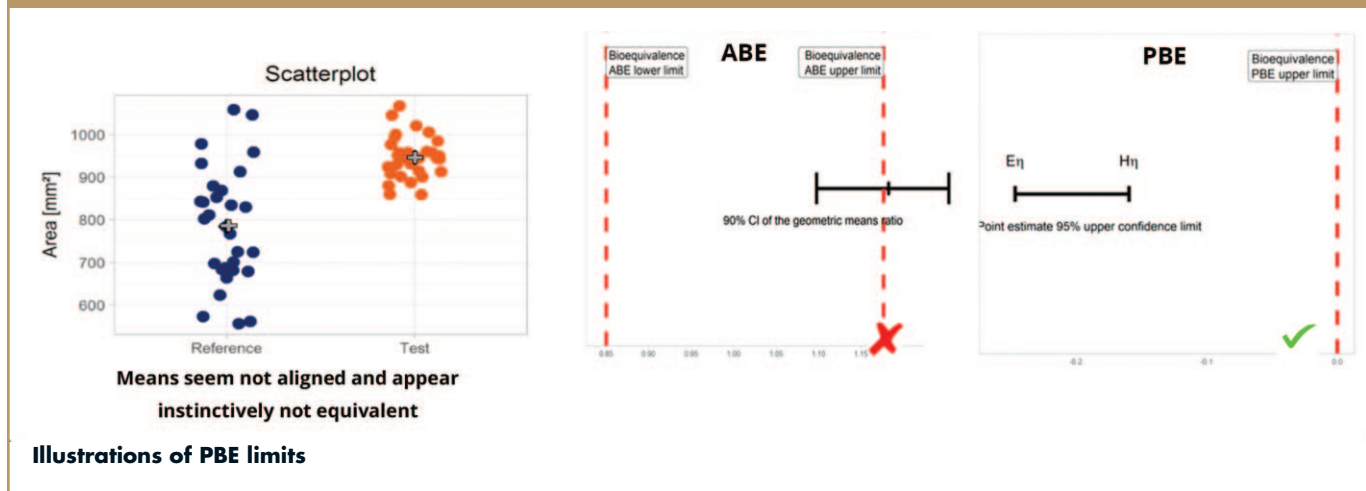 Scatterplot
Area [mm²]
1000
900
800
700
600
Reference
Test
Means seem not aligned and appear
instinctively not equivalent
ABE
Bioequivalence
ABE lower limit
Bioequivalence
ABE upper limit
90% CI of the geometric means ratio
0.85
0.90
0.95
1.00
1.05
1.10
1.15
PBE
Bioequivalence
PBE upper limit
Eη
Hη
Point estimate 95% upper confidence limit
-0.2
-0.1
0.0
Illustrations of PBE limits